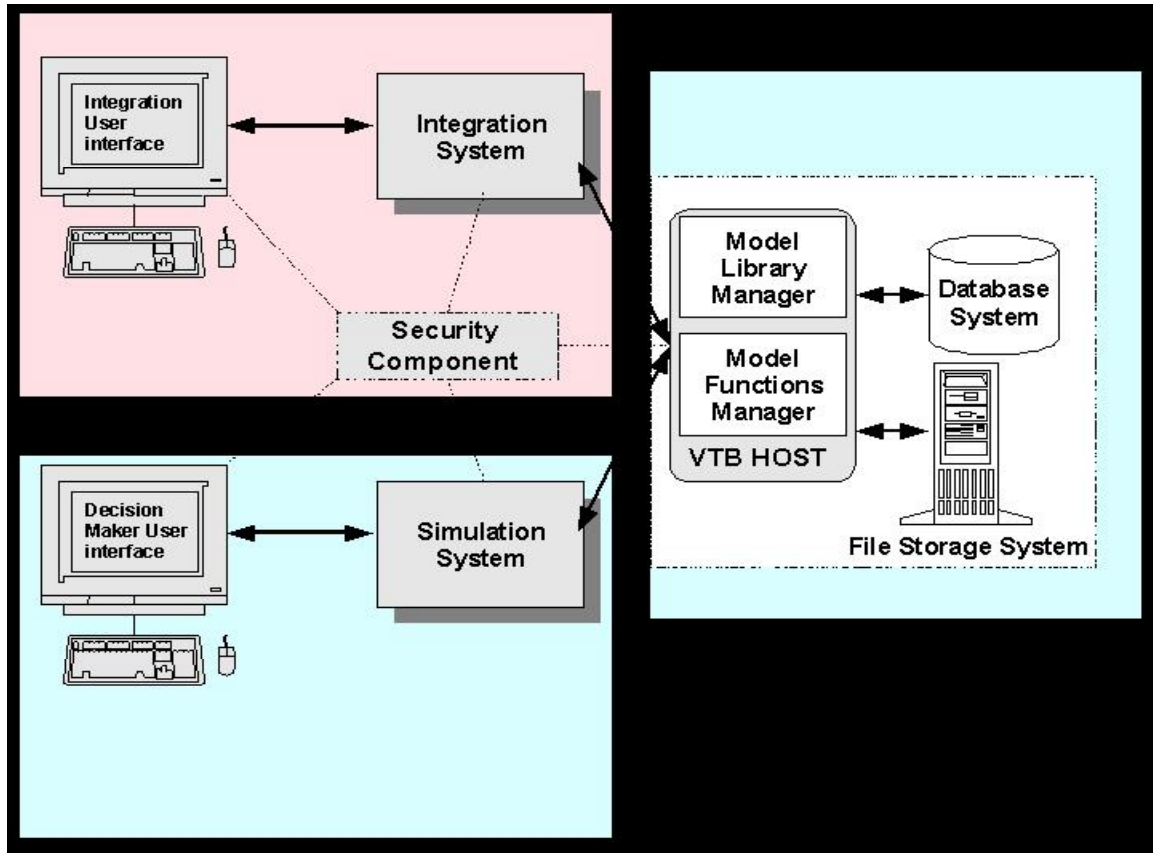 Integration
User
interface
Integration
System
Security
Component
Decision
Maker User
interface
Simulation
System
Model
Library
Manager
Model
Functions
Manager
VTB HOST
Database
System
File Storage System